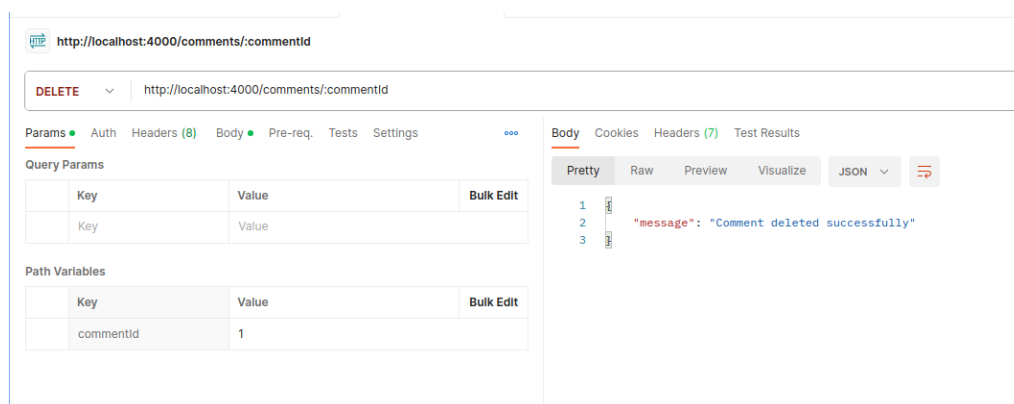 HTTP http://localhost:4000/comments/:commentId
DELETE http://localhost:4000/comments/:commentId
Params Auth Headers (8) Body Pre-req. Tests Settings
Query Params
Key Value Bulk Edit
Key Value
Path Variables
Key Value Bulk Edit
commentId 1
Body Cookies Headers (7) Test Results
Pretty Raw Preview Visualize JSON
1 {
2 "message": "Comment deleted successfully"
3 }